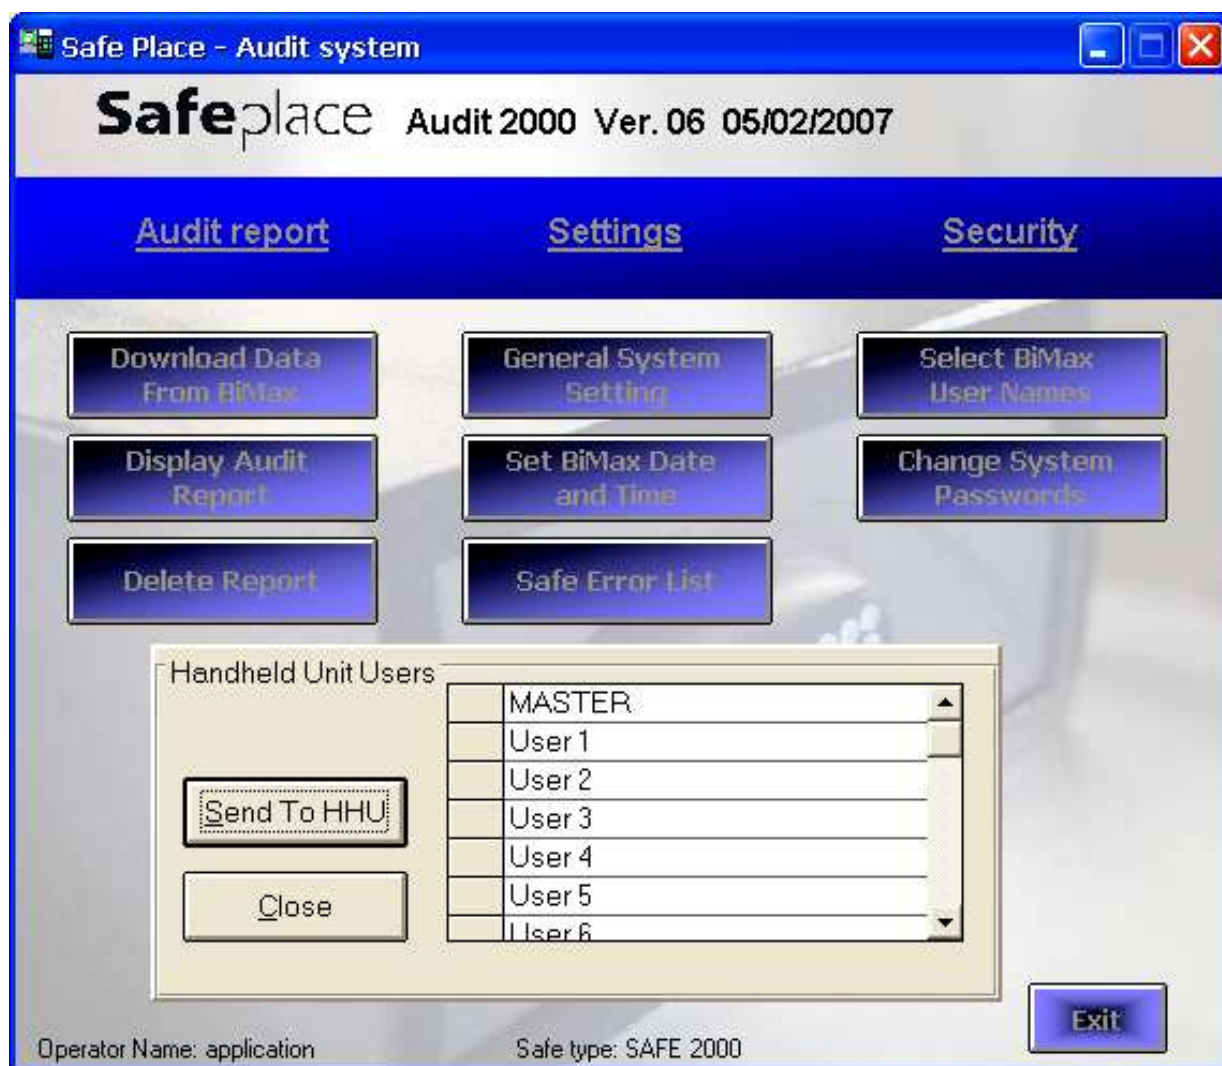 Safe Place - Audit system
Safeplace Audit 2000 Ver. 06 05/02/2007
Audit report Settings Security
Download Data
From BiMax
General System
Setting
Select BiMax
User Names
Display Audit
Report
Set BiMax Date
and Time
Change System
Passwords
Delete Report
Safe Error List
Handheld Unit Users
MASTER
User 1
User 2
User 3
User 4
User 5
User 6
Send To HHU
Close
Exit
Operator Name: application Safe type: SAFE 2000